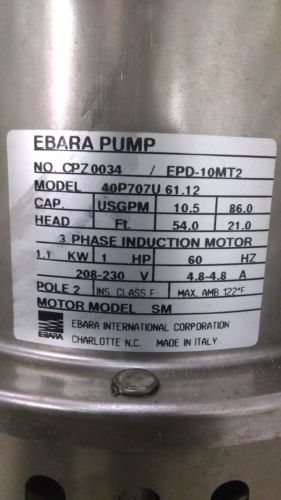 EBARA PUMP
NO. CPZ0034 / EPD-10MT2
MODEL 40P707U 61.12
CAP. USGPM 10.5 86.0
HEAD Ft. 54.0 21.0
3 PHASE INDUCTION MOTOR
1.1 KW 1 HP 60 HZ
208-230 V 4.8-4.8 A
POLE 2 INS. CLASS F MAX. AMB. 122°F
MOTOR MODEL SM
EBARA INTERNATIONAL CORPORATION
EBARA CHARLOTTE N.C. MADE IN ITALY